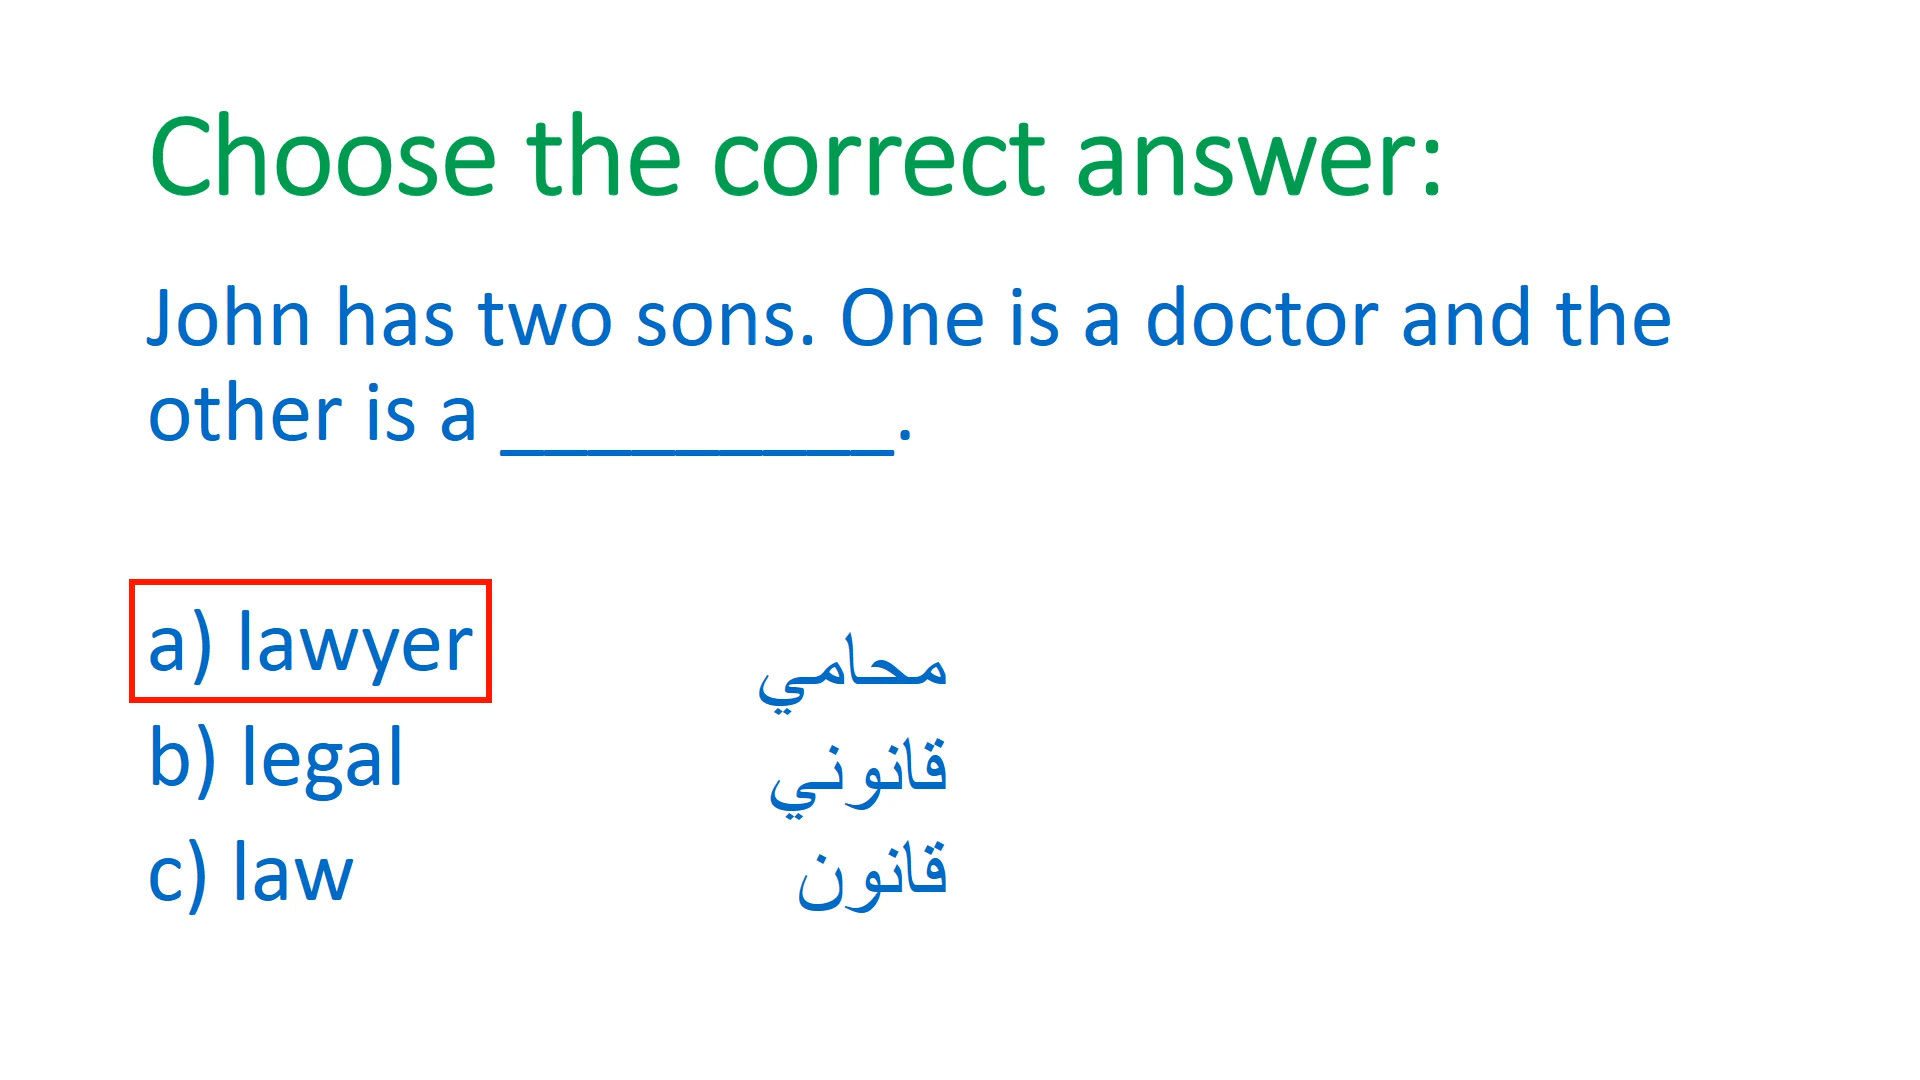 Choose the correct answer:
John has two sons. One is a doctor and the
other is a _________.
a) lawyer
محامي
b) legal
قانوني
c) law
قانون